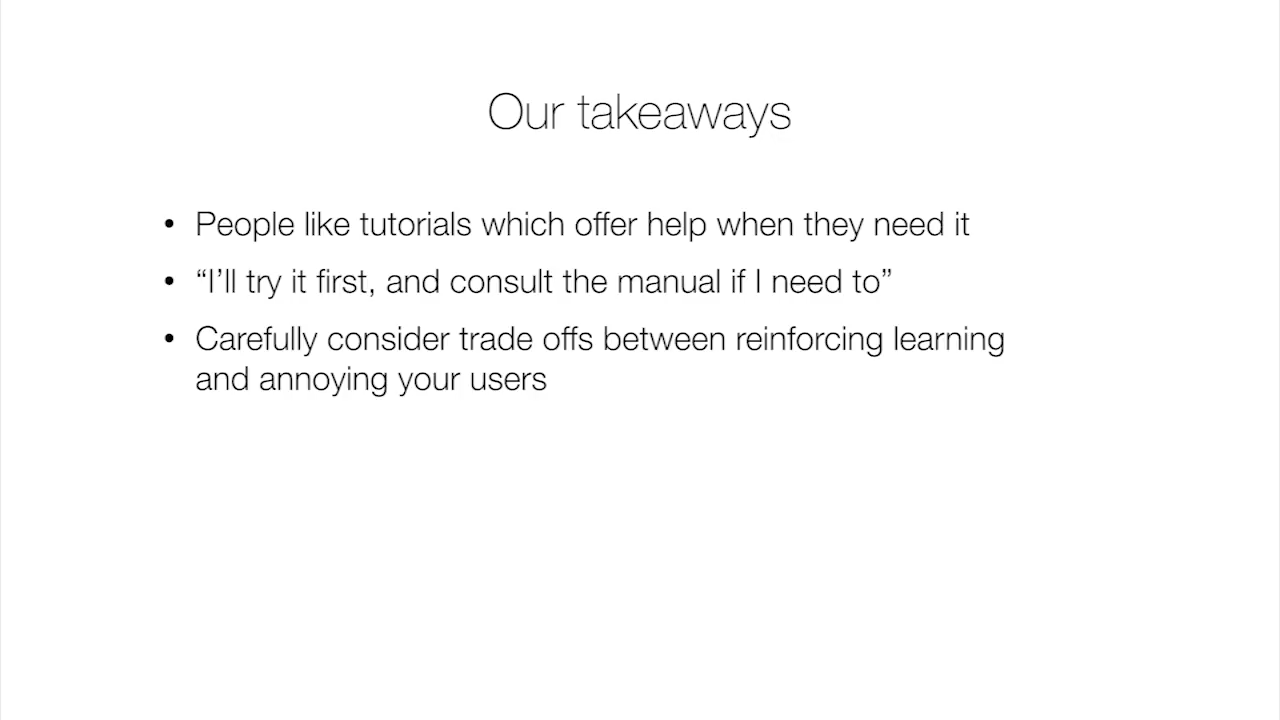 Our takeaways
• People like tutorials which offer help when they need it
• “I’ll try it first, and consult the manual if I need to”
• Carefully consider trade offs between reinforcing learning
and annoying your users